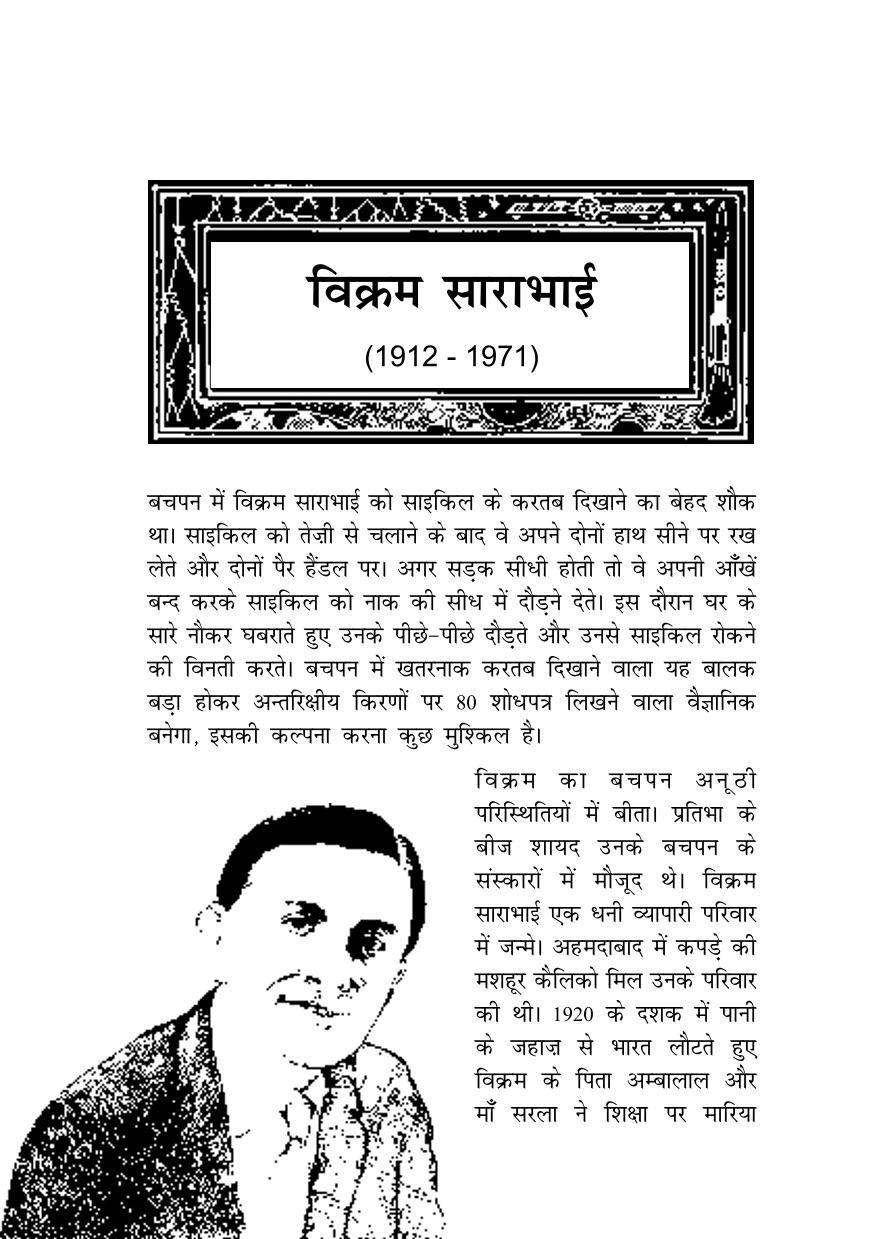 विक्रम साराभाई
(1912 - 1971)
बचपन में विक्रम साराभाई को साइकिल के करतब दिखाने का बेहद शौक
था। साइकिल को तेज़ी से चलाने के बाद वे अपने दोनों हाथ सीने पर रख
लेते और दोनों पैर हैंडल पर। अगर सड़क सीधी होती तो वे अपनी आँखें
बन्द करके साइकिल को नाक की सीध में दौड़ने देते। इस दौरान घर के
सारे नौकर घबराते हुए उनके पीछे-पीछे दौड़ते और उनसे साइकिल रोकने
की विनती करते। बचपन में खतरनाक करतब दिखाने वाला यह बालक
बड़ा होकर अन्तरिक्षीय किरणों पर 80 शोधपत्र लिखने वाला वैज्ञानिक
बनेगा, इसकी कल्पना करना कुछ मुश्किल है।
विक्रम का बचपन अनूठी
परिस्थितियों में बीता। प्रतिभा के
बीज शायद उनके बचपन के
संस्कारों में मौजूद थे। विक्रम
साराभाई एक धनी व्यापारी परिवार
में जन्मे। अहमदाबाद में कपड़े की
मशहूर कैलिको मिल उनके परिवार
की थी। 1920 के दशक में पानी
के जहाज़ से भारत लौटते हुए
विक्रम के पिता अम्बालाल और
माँ सरला ने शिक्षा पर मारिया